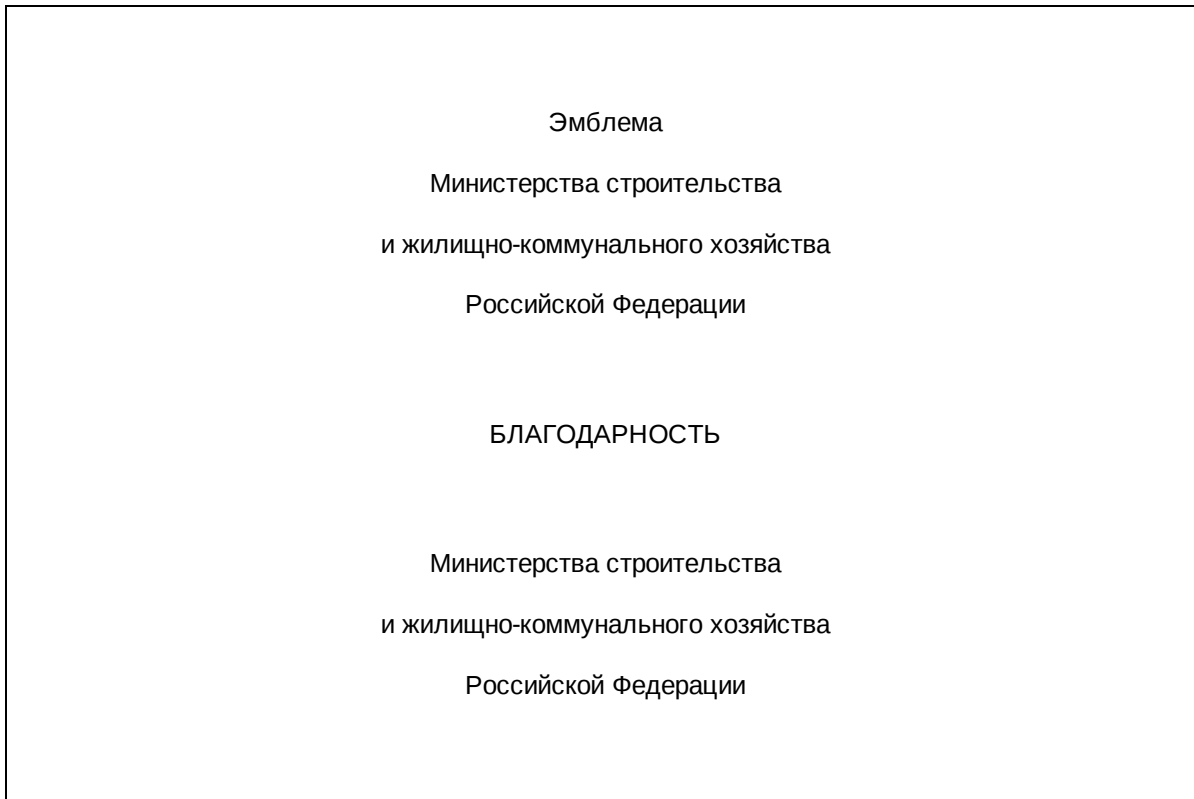 Эмблема
Министерства строительства
и жилищно-коммунального хозяйства
Российской Федерации
БЛАГОДАРНОСТЬ
Министерства строительства
и жилищно-коммунального хозяйства
Российской Федерации